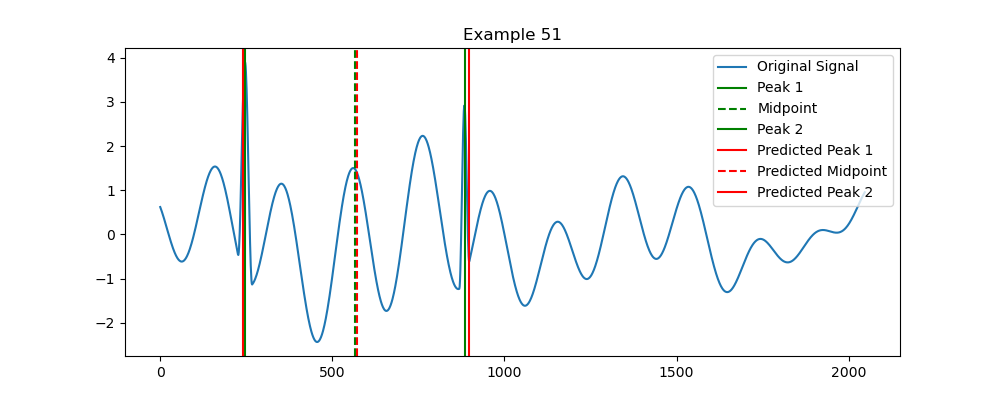 Example 51
4
3
2
1
0
−1
−2
0
500
1000
1500
2000
Original Signal
Peak 1
Midpoint
Peak 2
Predicted Peak 1
Predicted Midpoint
Predicted Peak 2